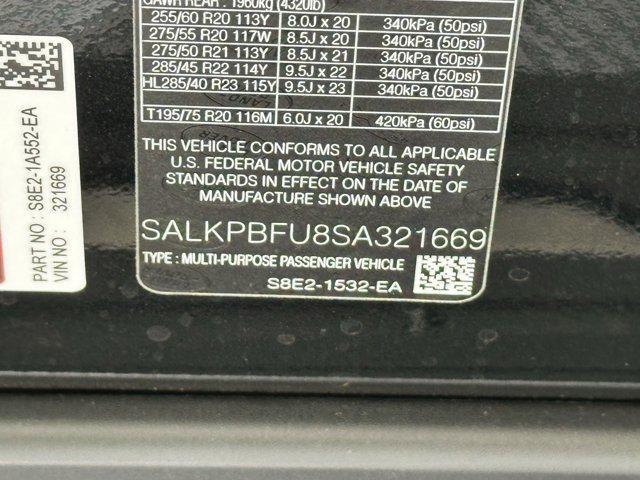 GAWR REAR : 1960kg (4320lb)
255/60 R20 113Y 8.0J x 20 340kPa (50psi)
275/55 R20 117W 8.5J x 20 340kPa (50psi)
275/50 R21 113Y 8.5J x 21 340kPa (50psi)
285/45 R22 114Y 9.5J x 22 340kPa (50psi)
HL285/40 R23 115Y 9.5J x 23 340kPa (50psi)
T195/75 R20 116M 6.0J x 20 420kPa (60psi)
THIS VEHICLE CONFORMS TO ALL APPLICABLE
U.S. FEDERAL MOTOR VEHICLE SAFETY
STANDARDS IN EFFECT ON THE DATE OF
MANUFACTURE SHOWN ABOVE
SALKPBFU8SA321669
TYPE : MULTI-PURPOSE PASSENGER VEHICLE
S8E2-1532-EA
PART NO : S8E2-1A552-EA
VIN NO : 321669